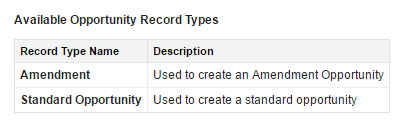 Available Opportunity Record Types
Record Type Name Description
Amendment Used to create an Amendment Opportunity
Standard Opportunity Used to create a standard opportunity